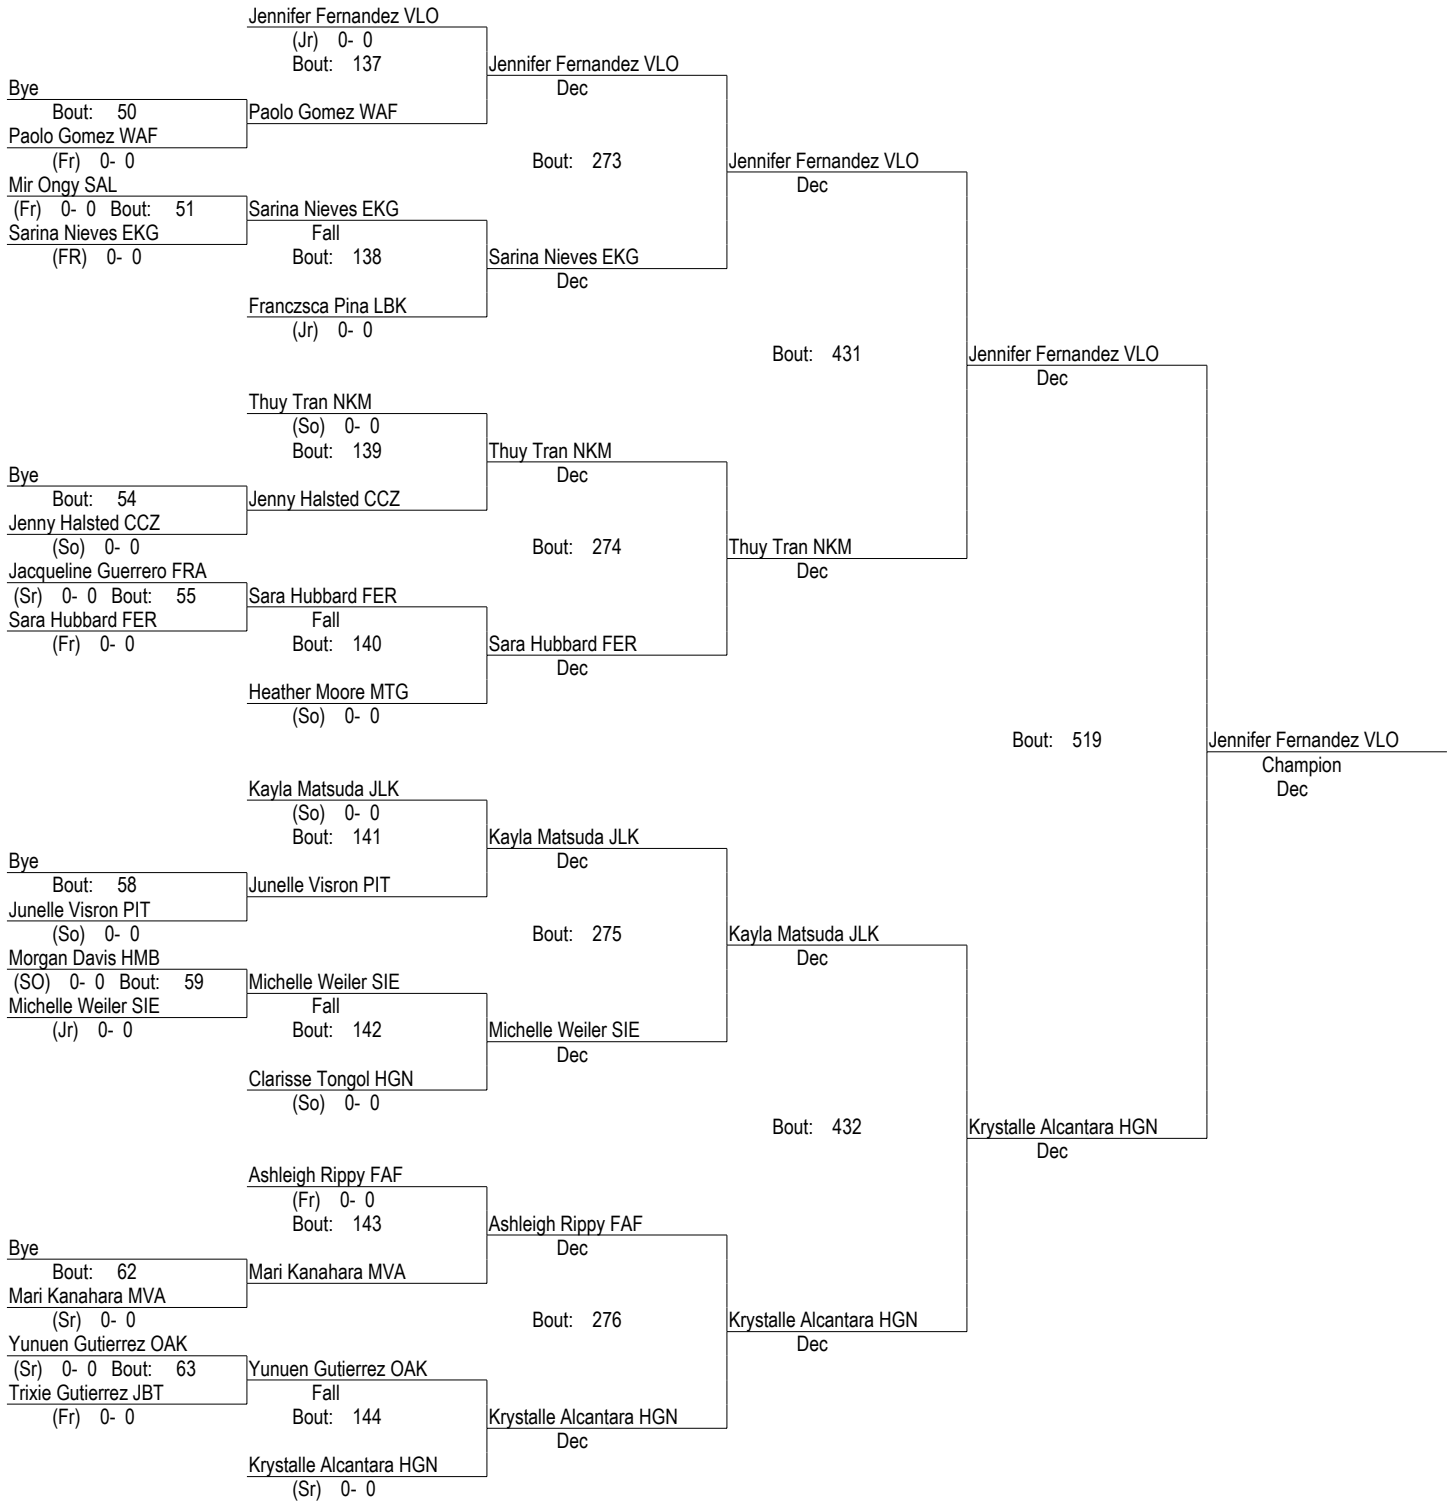 Jennifer Fernandez VLO
(Jr) 0- 0
Bout: 137
Jennifer Fernandez VLO
Dec
Bye
Bout: 50
Paolo Gomez WAF
Paolo Gomez WAF
(Fr) 0- 0
Bout: 273
Jennifer Fernandez VLO
Dec
Mir Ongy SAL
(Fr) 0- 0 Bout: 51
Sarina Nieves EKG
Sarina Nieves EKG
Fall
(FR) 0- 0
Bout: 138
Sarina Nieves EKG
Dec
Franczsca Pina LBK
(Jr) 0- 0
Bout: 431
Jennifer Fernandez VLO
Dec
Thuy Tran NKM
(So) 0- 0
Bout: 139
Thuy Tran NKM
Dec
Bye
Bout: 54
Jenny Halsted CCZ
Jenny Halsted CCZ
(So) 0- 0
Bout: 274
Thuy Tran NKM
Dec
Jacqueline Guerrero FRA
(Sr) 0- 0 Bout: 55
Sara Hubbard FER
Sara Hubbard FER
Fall
(Fr) 0- 0
Bout: 140
Sara Hubbard FER
Dec
Heather Moore MTG
(So) 0- 0
Bout: 519
Jennifer Fernandez VLO
Champion
Dec
Kayla Matsuda JLK
(So) 0- 0
Bout: 141
Kayla Matsuda JLK
Dec
Bye
Bout: 58
Junelle Visron PIT
Junelle Visron PIT
(So) 0- 0
Bout: 275
Kayla Matsuda JLK
Dec
Morgan Davis HMB
(SO) 0- 0 Bout: 59
Michelle Weiler SIE
Michelle Weiler SIE
Fall
(Jr) 0- 0
Bout: 142
Michelle Weiler SIE
Dec
Clarisse Tongol HGN
(So) 0- 0
Bout: 432
Krystalle Alcantara HGN
Dec
Ashleigh Rippy FAF
(Fr) 0- 0
Bout: 143
Ashleigh Rippy FAF
Dec
Bye
Bout: 62
Mari Kanahara MVA
Mari Kanahara MVA
(Sr) 0- 0
Bout: 276
Krystalle Alcantara HGN
Dec
Yunuen Gutierrez OAK
(Sr) 0- 0 Bout: 63
Yunuen Gutierrez OAK
Trixie Gutierrez JBT
Fall
(Fr) 0- 0
Bout: 144
Krystalle Alcantara HGN
Dec
Krystalle Alcantara HGN
(Sr) 0- 0